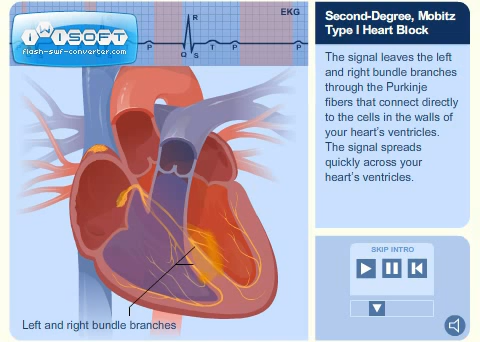 iWiSOFT
flash-swf-converter.com
EKG
R
P
Q
S
T
P
P
Second-Degree, Mobitz
Type I Heart Block
The signal leaves the left
and right bundle branches
through the Purkinje
fibers that connect directly
to the cells in the walls of
your heart's ventricles.
The signal spreads
quickly across your
heart's ventricles.
SKIP INTRO
Left and right bundle branches